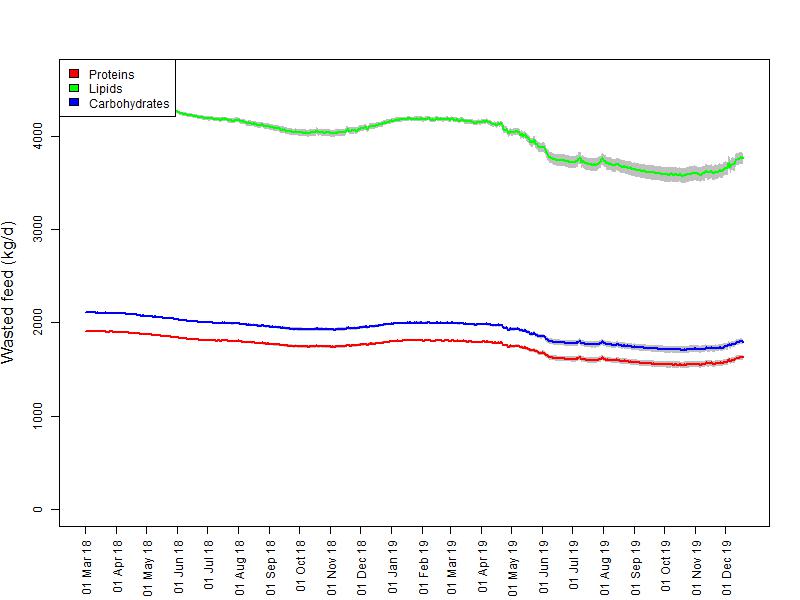 Proteins
Lipids
Carbohydrates
Wasted feed (kg/d)
4000
3000
2000
1000
0
01 Mar 18
01 Apr 18
01 May 18
01 Jun 18
01 Jul 18
01 Aug 18
01 Sep 18
01 Oct 18
01 Nov 18
01 Dec 18
01 Jan 19
01 Feb 19
01 Mar 19
01 Apr 19
01 May 19
01 Jun 19
01 Jul 19
01 Aug 19
01 Sep 19
01 Oct 19
01 Nov 19
01 Dec 19